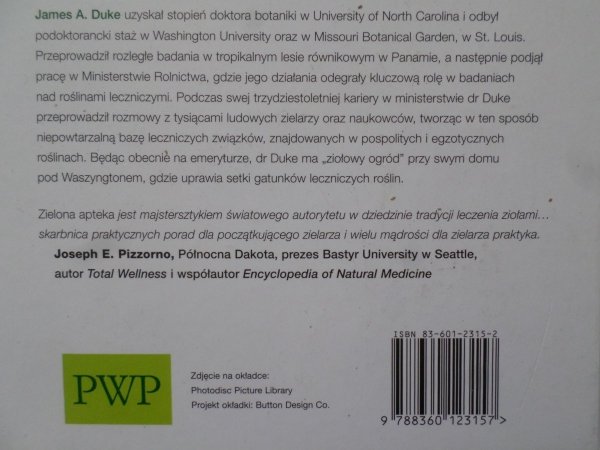 James A. Duke uzyskał stopień doktora botaniki w University of North Carolina i odbył
podoktorancki staż w Washington University oraz w Missouri Botanical Garden, w St. Louis.
Przeprowadził rozległe badania w tropikalnym lesie równikowym w Panamie, a następnie podjął
pracę w Ministerstwie Rolnictwa, gdzie jego działania odegrały kluczową rolę w badaniach
nad roślinami leczniczymi. Podczas swej trzydziestoletniej kariery w ministerstwie dr Duke
przeprowadził rozmowy z tysiącami ludowych zielarzy oraz naukowców, tworząc w ten sposób
niepowtarzalną bazę leczniczych związków, znajdowanych w pospolitych i egzotycznych
roślinach. Będąc obecnie na emeryturze, dr Duke ma „ziołowy ogród” przy swym domu
pod Waszyngtonem, gdzie uprawia setki gatunków leczniczych roślin.
Zielona apteka jest majstersztykiem światowego autorytetu w dziedzinie tradycji leczenia ziołami...
skarbnica praktycznych porad dla początkującego zielarza i wielu mądrości dla zielarza praktyka.
Joseph E. Pizzorno, Północna Dakota, prezes Bastyr University w Seattle,
autor Total Wellness i współautor Encyclopedia of Natural Medicine
ISBN 83-601-2315-2
PWP
Zdjęcie na okładce:
Photodisc Picture Library
Projekt okładki: Button Design Co.
9 788360 123157 >